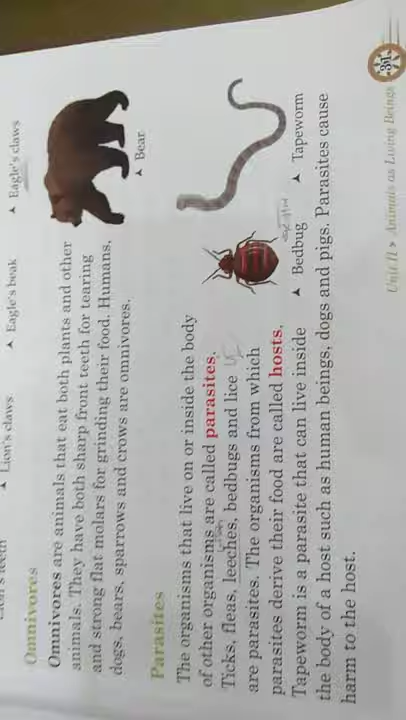 ▲ Lion's claws ▲ Eagle's beak ▲ Eagle's claws
Omnivores
Omnivores are animals that eat both plants and other
animals. They have both sharp front teeth for tearing
and strong flat molars for grinding their food. Humans,
dogs, bears, sparrows and crows are omnivores.
▲ Bear
Parasites
The organisms that live on or inside the body
of other organisms are called parasites.
Ticks, fleas, leeches, bedbugs and lice
are parasites. The organisms from which
parasites derive their food are called hosts.
Tapeworm is a parasite that can live inside
▲ Bedbug ▲ Tapeworm
the body of a host such as human beings, dogs and pigs. Parasites cause
harm to the host.
Unit II > Animals as Living Beings
31